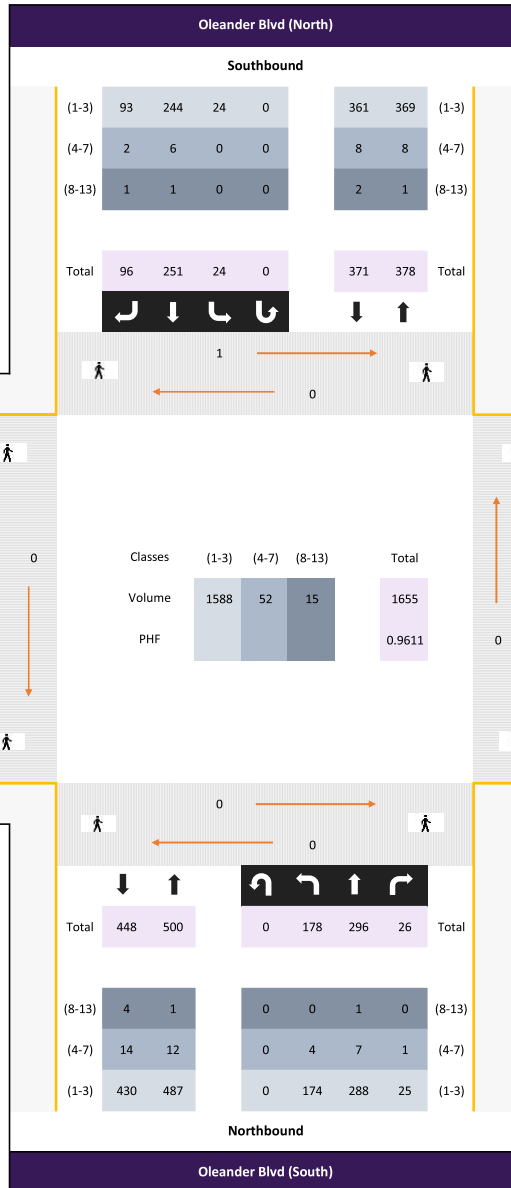 Oleander Blvd (North)
Southbound
(1-3) 93 244 24 0 361 369 (1-3)
(4-7) 2 6 0 0 8 8 (4-7)
(8-13) 1 1 0 0 2 1 (8-13)
Total 96 251 24 0 371 378 Total
1
0
0
Classes (1-3) (4-7) (8-13) Total
Volume 1588 52 15 1655
PHF 0.9611
0
0
0
Total 448 500 0 178 296 26 Total
(8-13) 4 1 0 0 1 0 (8-13)
(4-7) 14 12 0 4 7 1 (4-7)
(1-3) 430 487 0 174 288 25 (1-3)
Northbound
Oleander Blvd (South)